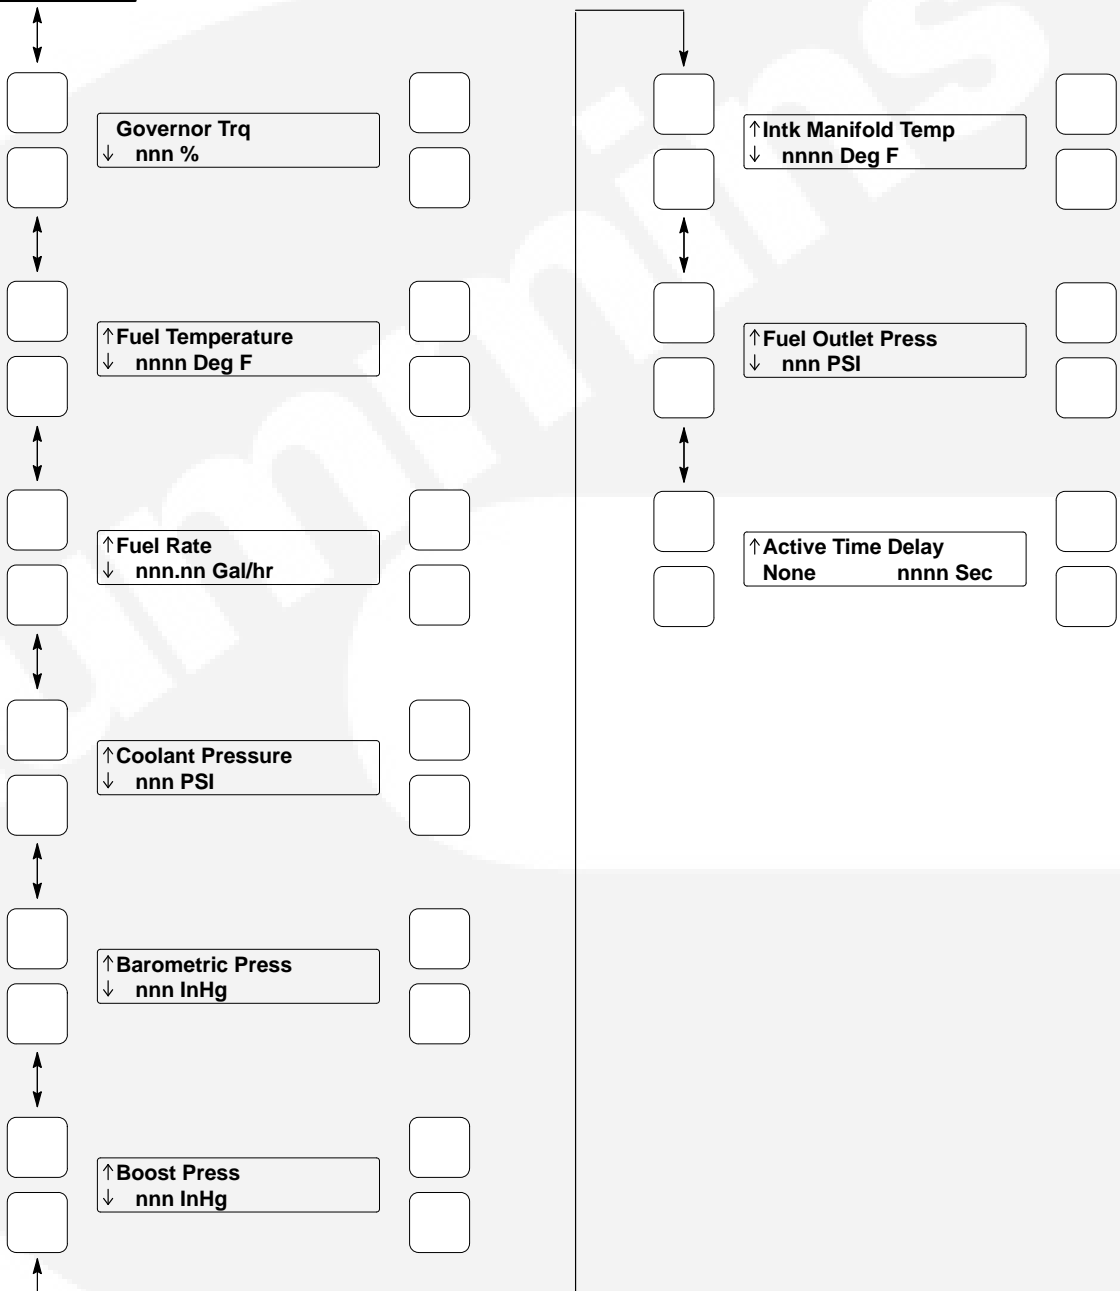 Governor Trq
↓ nnn %
↑Fuel Temperature
↓ nnnn Deg F
↑Fuel Rate
↓ nnn.nn Gal/hr
↑Coolant Pressure
↓ nnn PSI
↑Barometric Press
↓ nnn InHg
↑Boost Press
↓ nnn InHg
↑Intk Manifold Temp
↓ nnnn Deg F
↑Fuel Outlet Press
↓ nnn PSI
↑Active Time Delay
None nnnn Sec
ummins